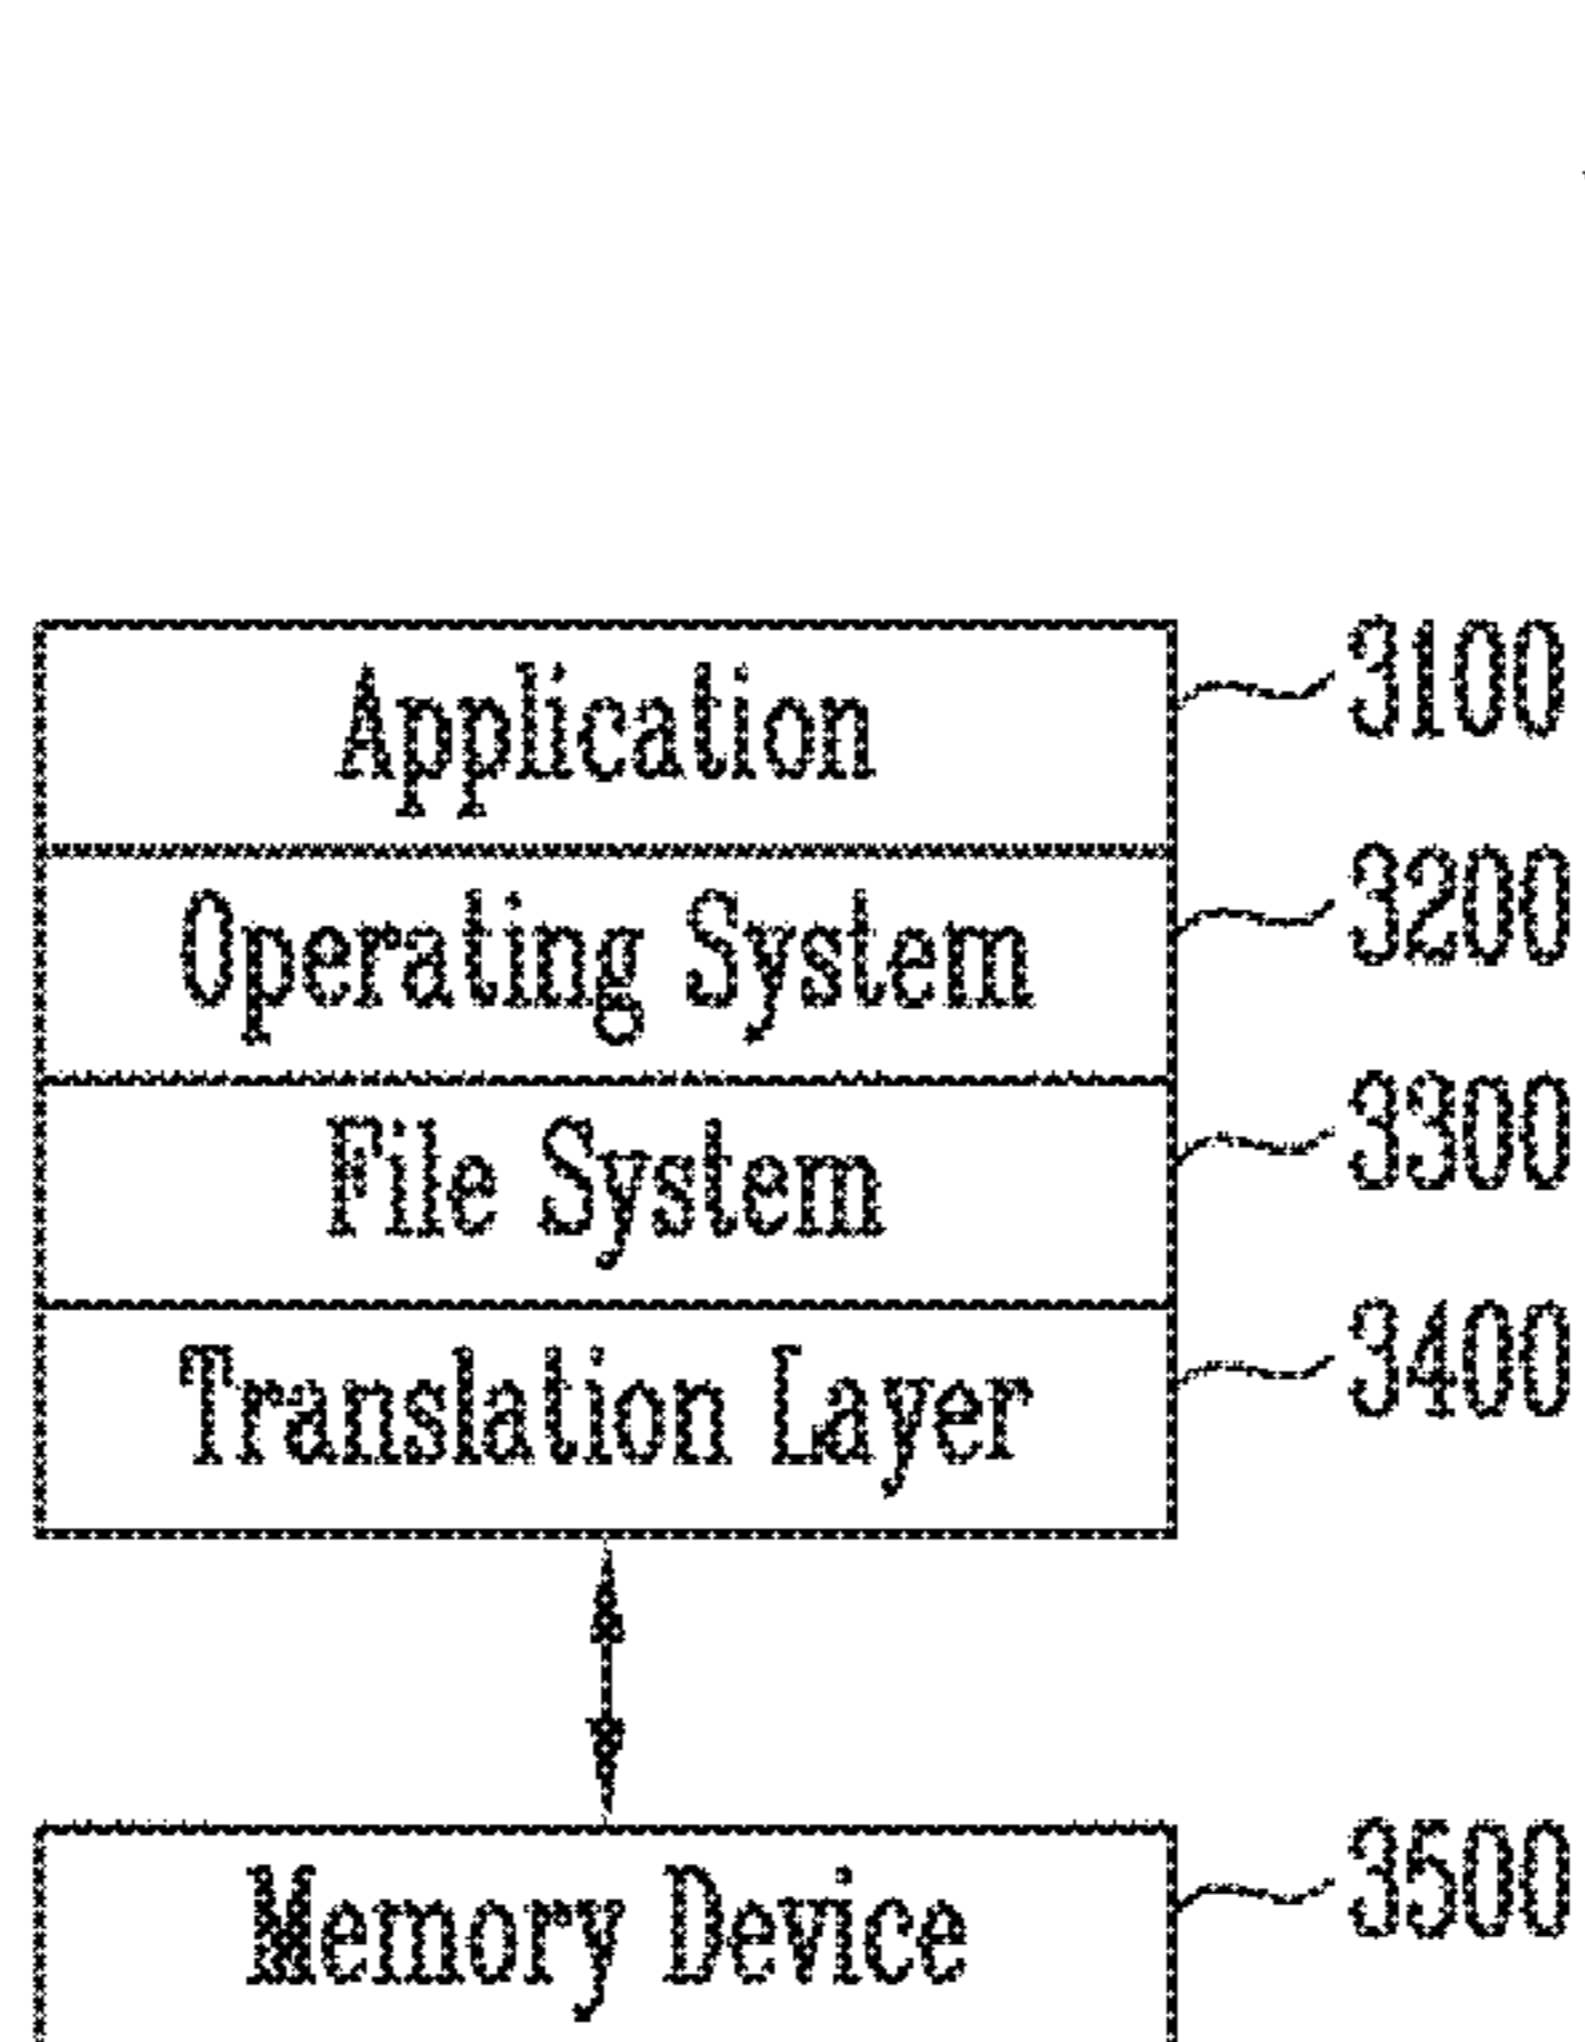 Application 3100
Operating System 3200
File System 3300
Translation Layer 3400
Memory Device 3500